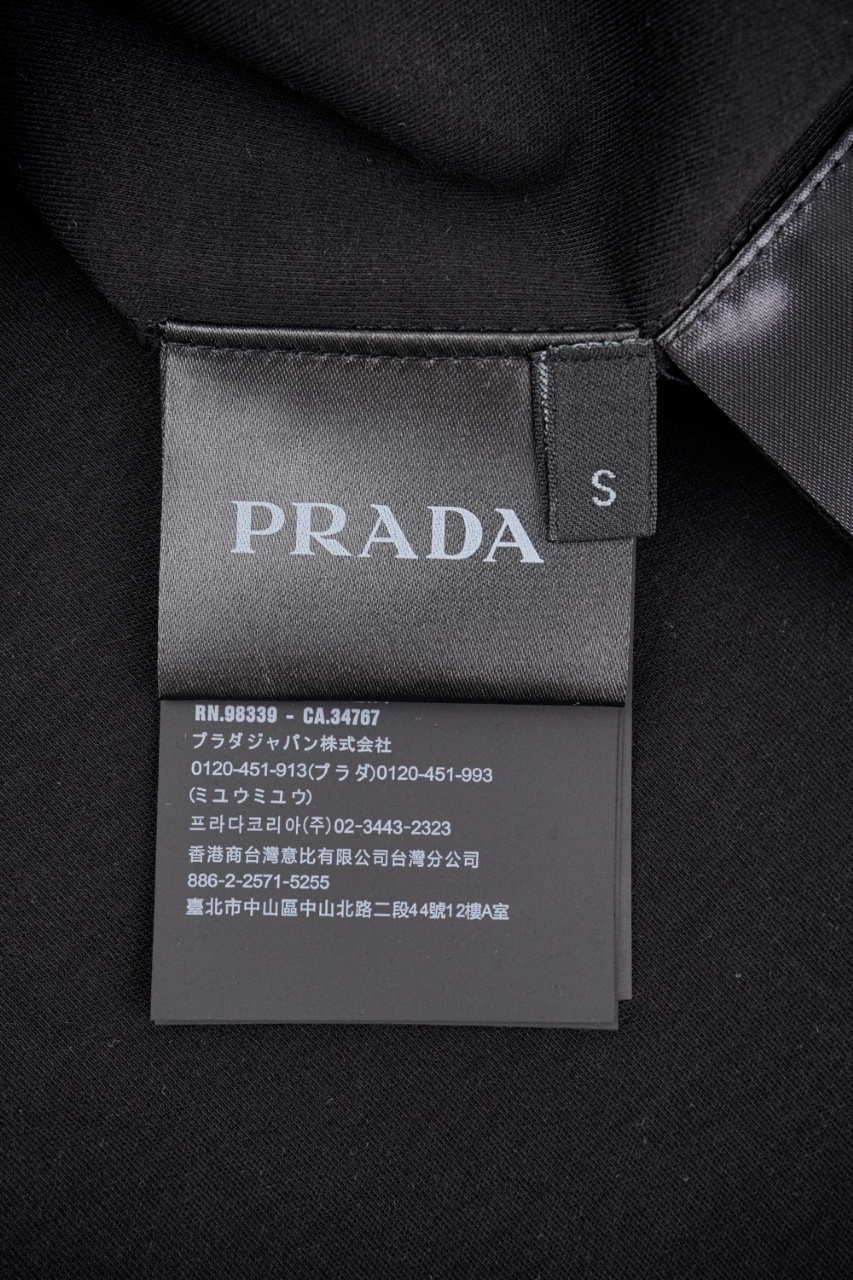 PRADA
S
RN.98339 - CA.34767
プラダジャパン株式会社
0120-451-913(プラダ)0120-451-993
(ミユウミユウ)
프라다코리아(주)02-3443-2323
香港商台灣意比有限公司台灣分公司
886-2-2571-5255
臺北市中山區中山北路二段44號12樓A室